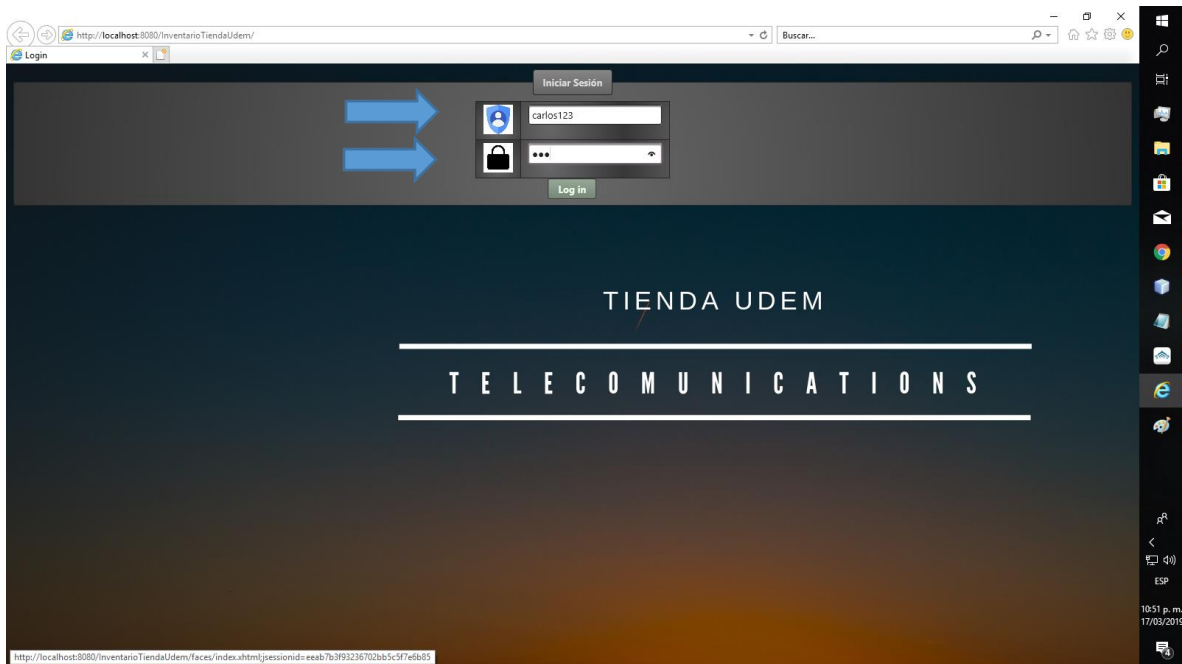 http://localhost:8080/InventarioTiendaUdem/
Buscar...
Login
Iniciar Sesión
carlos123
Log in
TIENDA UDEM
TELECOMUNICATIONS
ESP
10:51 p. m.
17/03/2019
4
http://localhost:8080/InventarioTiendaUdem/faces/index.xhtml;jsessionid=eeab7b3f93236702bb5c5f7e6b85